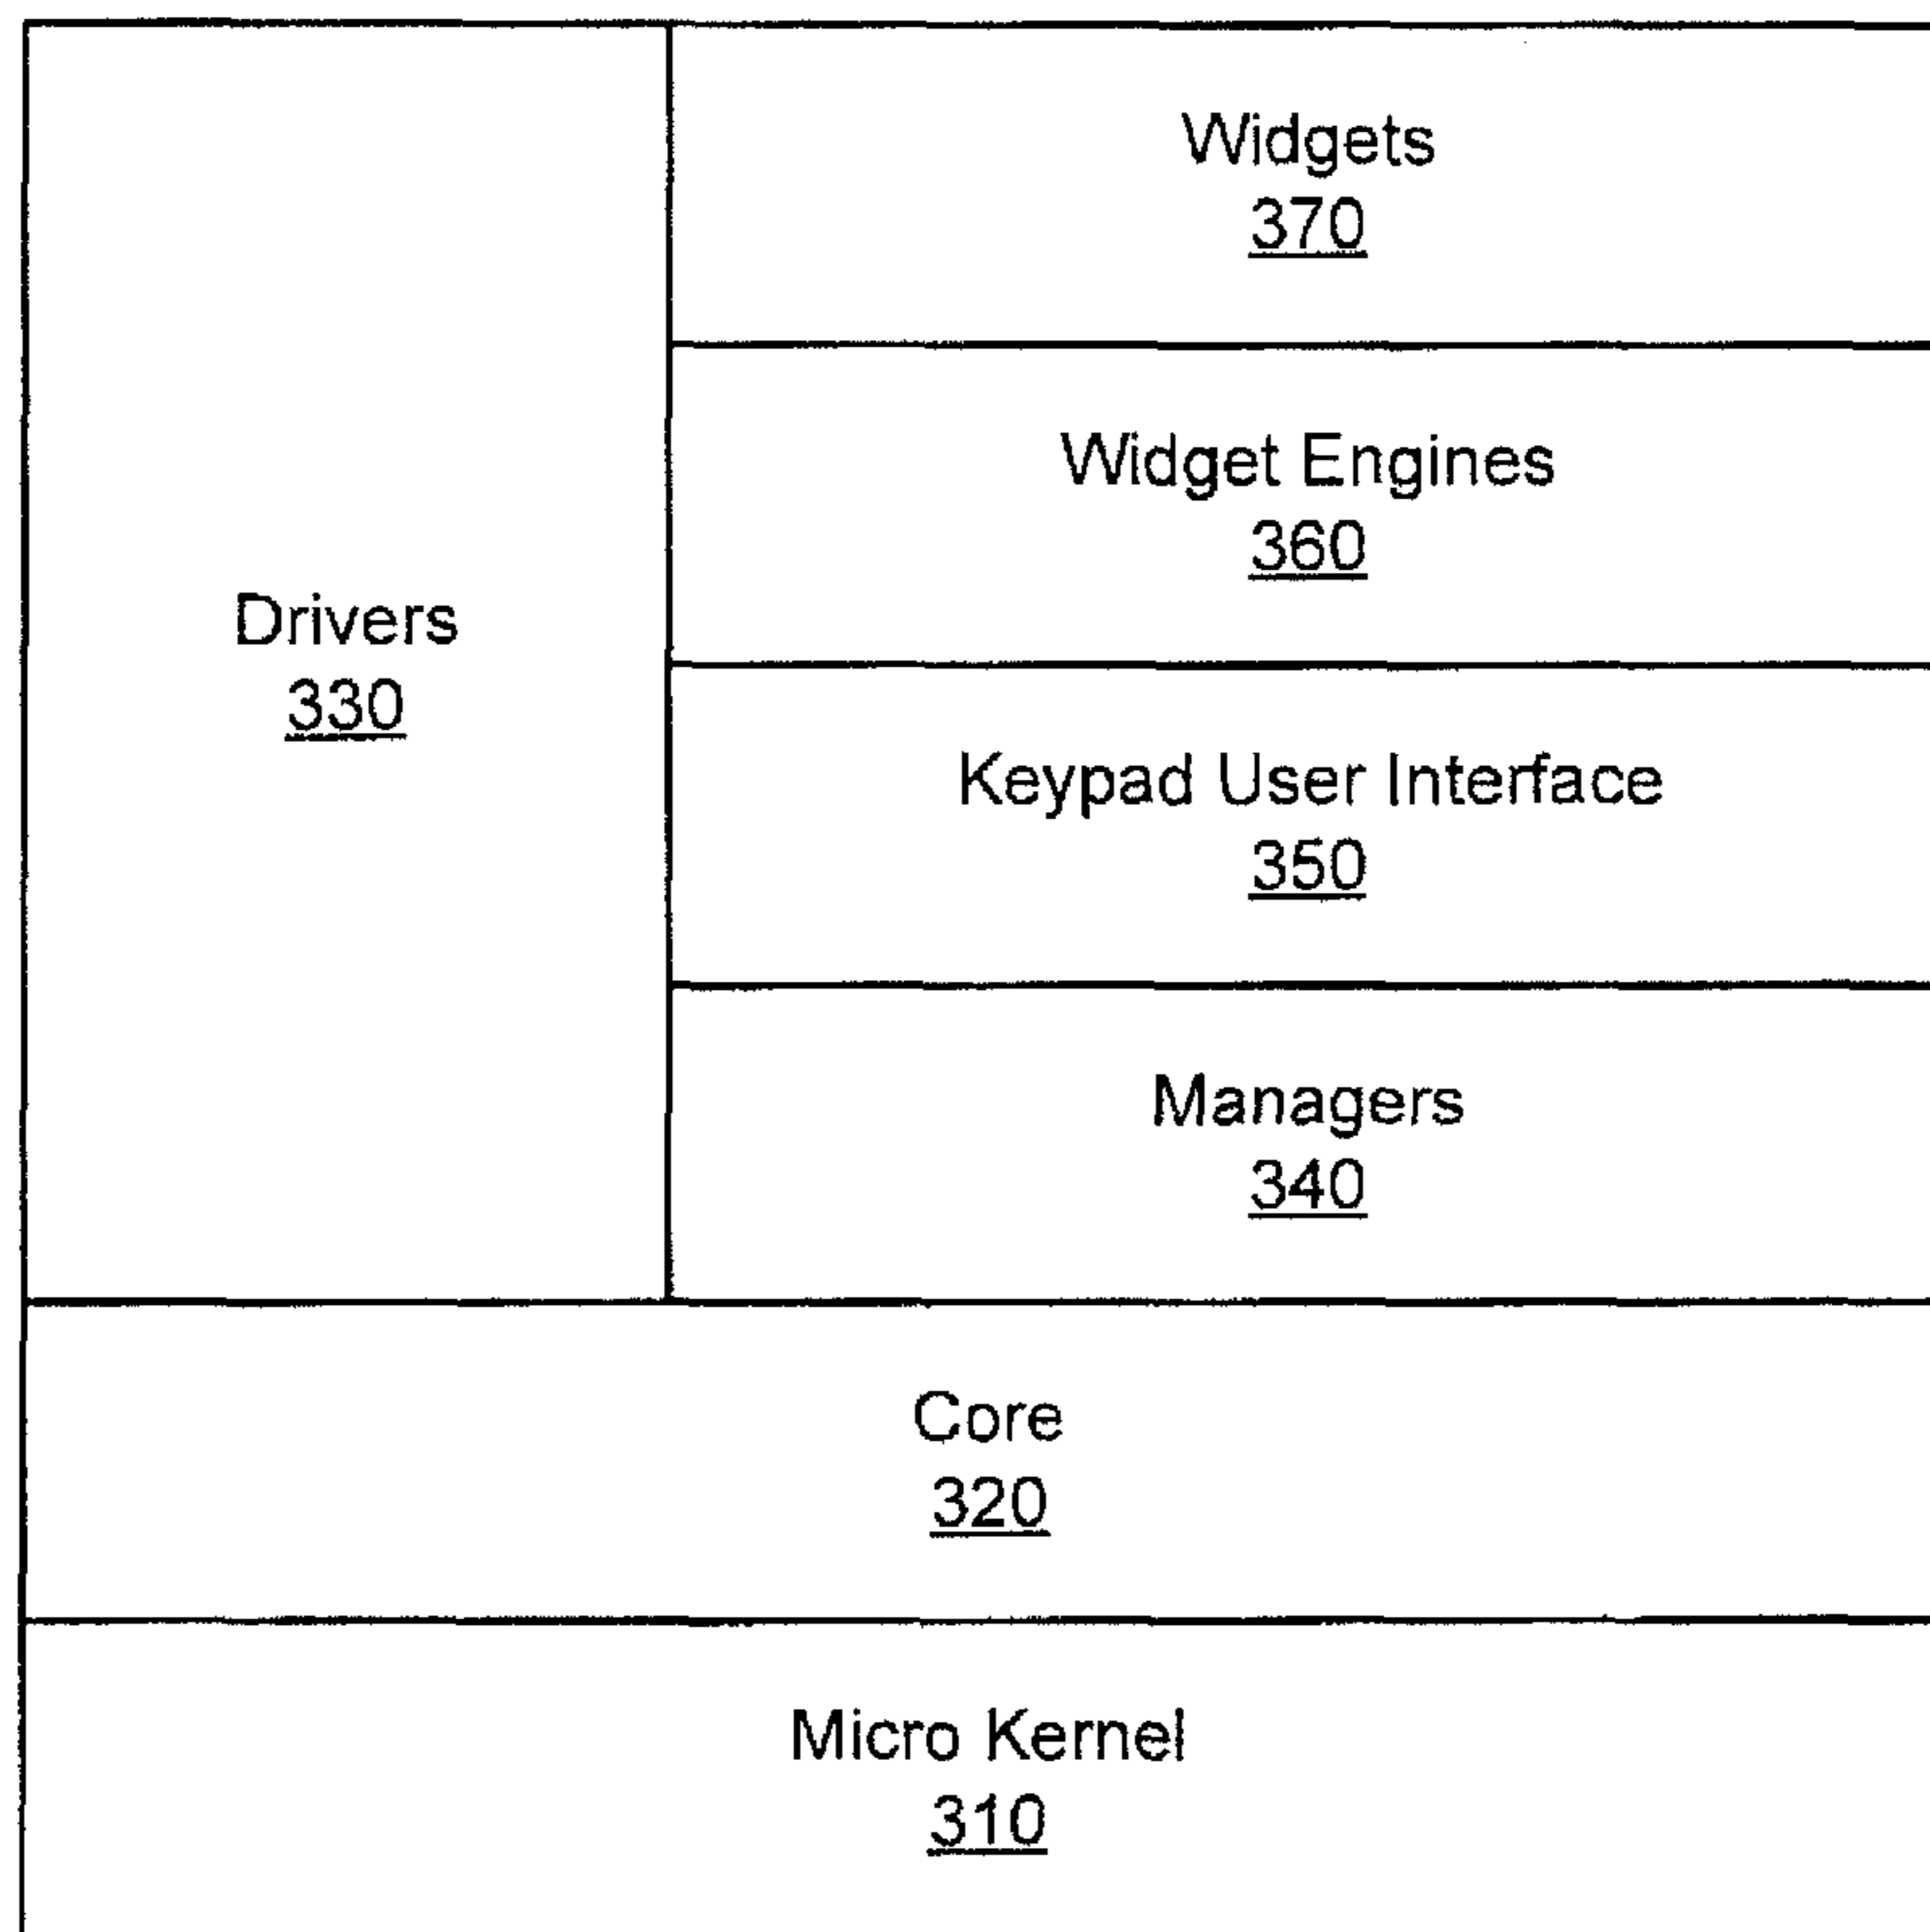 Widgets
370
Widget Engines
360
Drivers
330
Keypad User Interface
350
Managers
340
Core
320
Micro Kernel
310